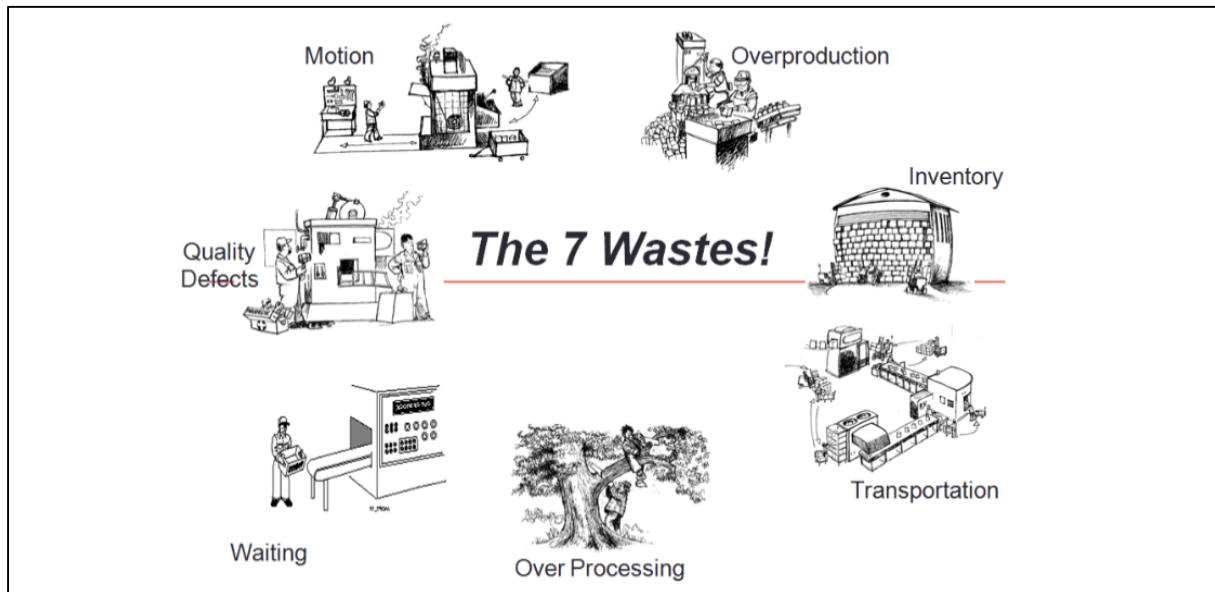 Motion
Overproduction
Inventory
The 7 Wastes!
Quality
Defects
Transportation
Waiting
Over Processing